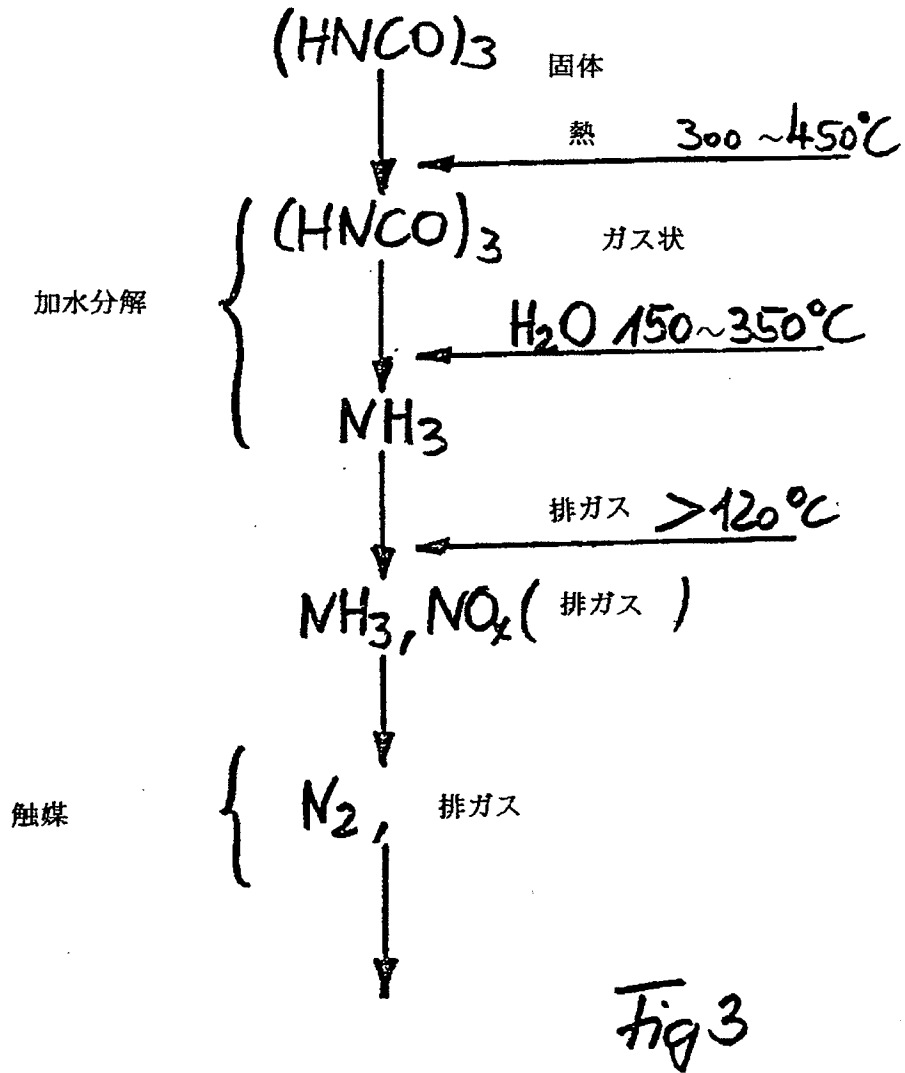 (HNCO)3 固体
熱 300 ~450°C
(HNCO)3 ガス状
加水分解
H2O 150~350°C
NH3
排ガス >120°C
NH3, NOx( 排ガス )
触媒 N2, 排ガス
Fig 3